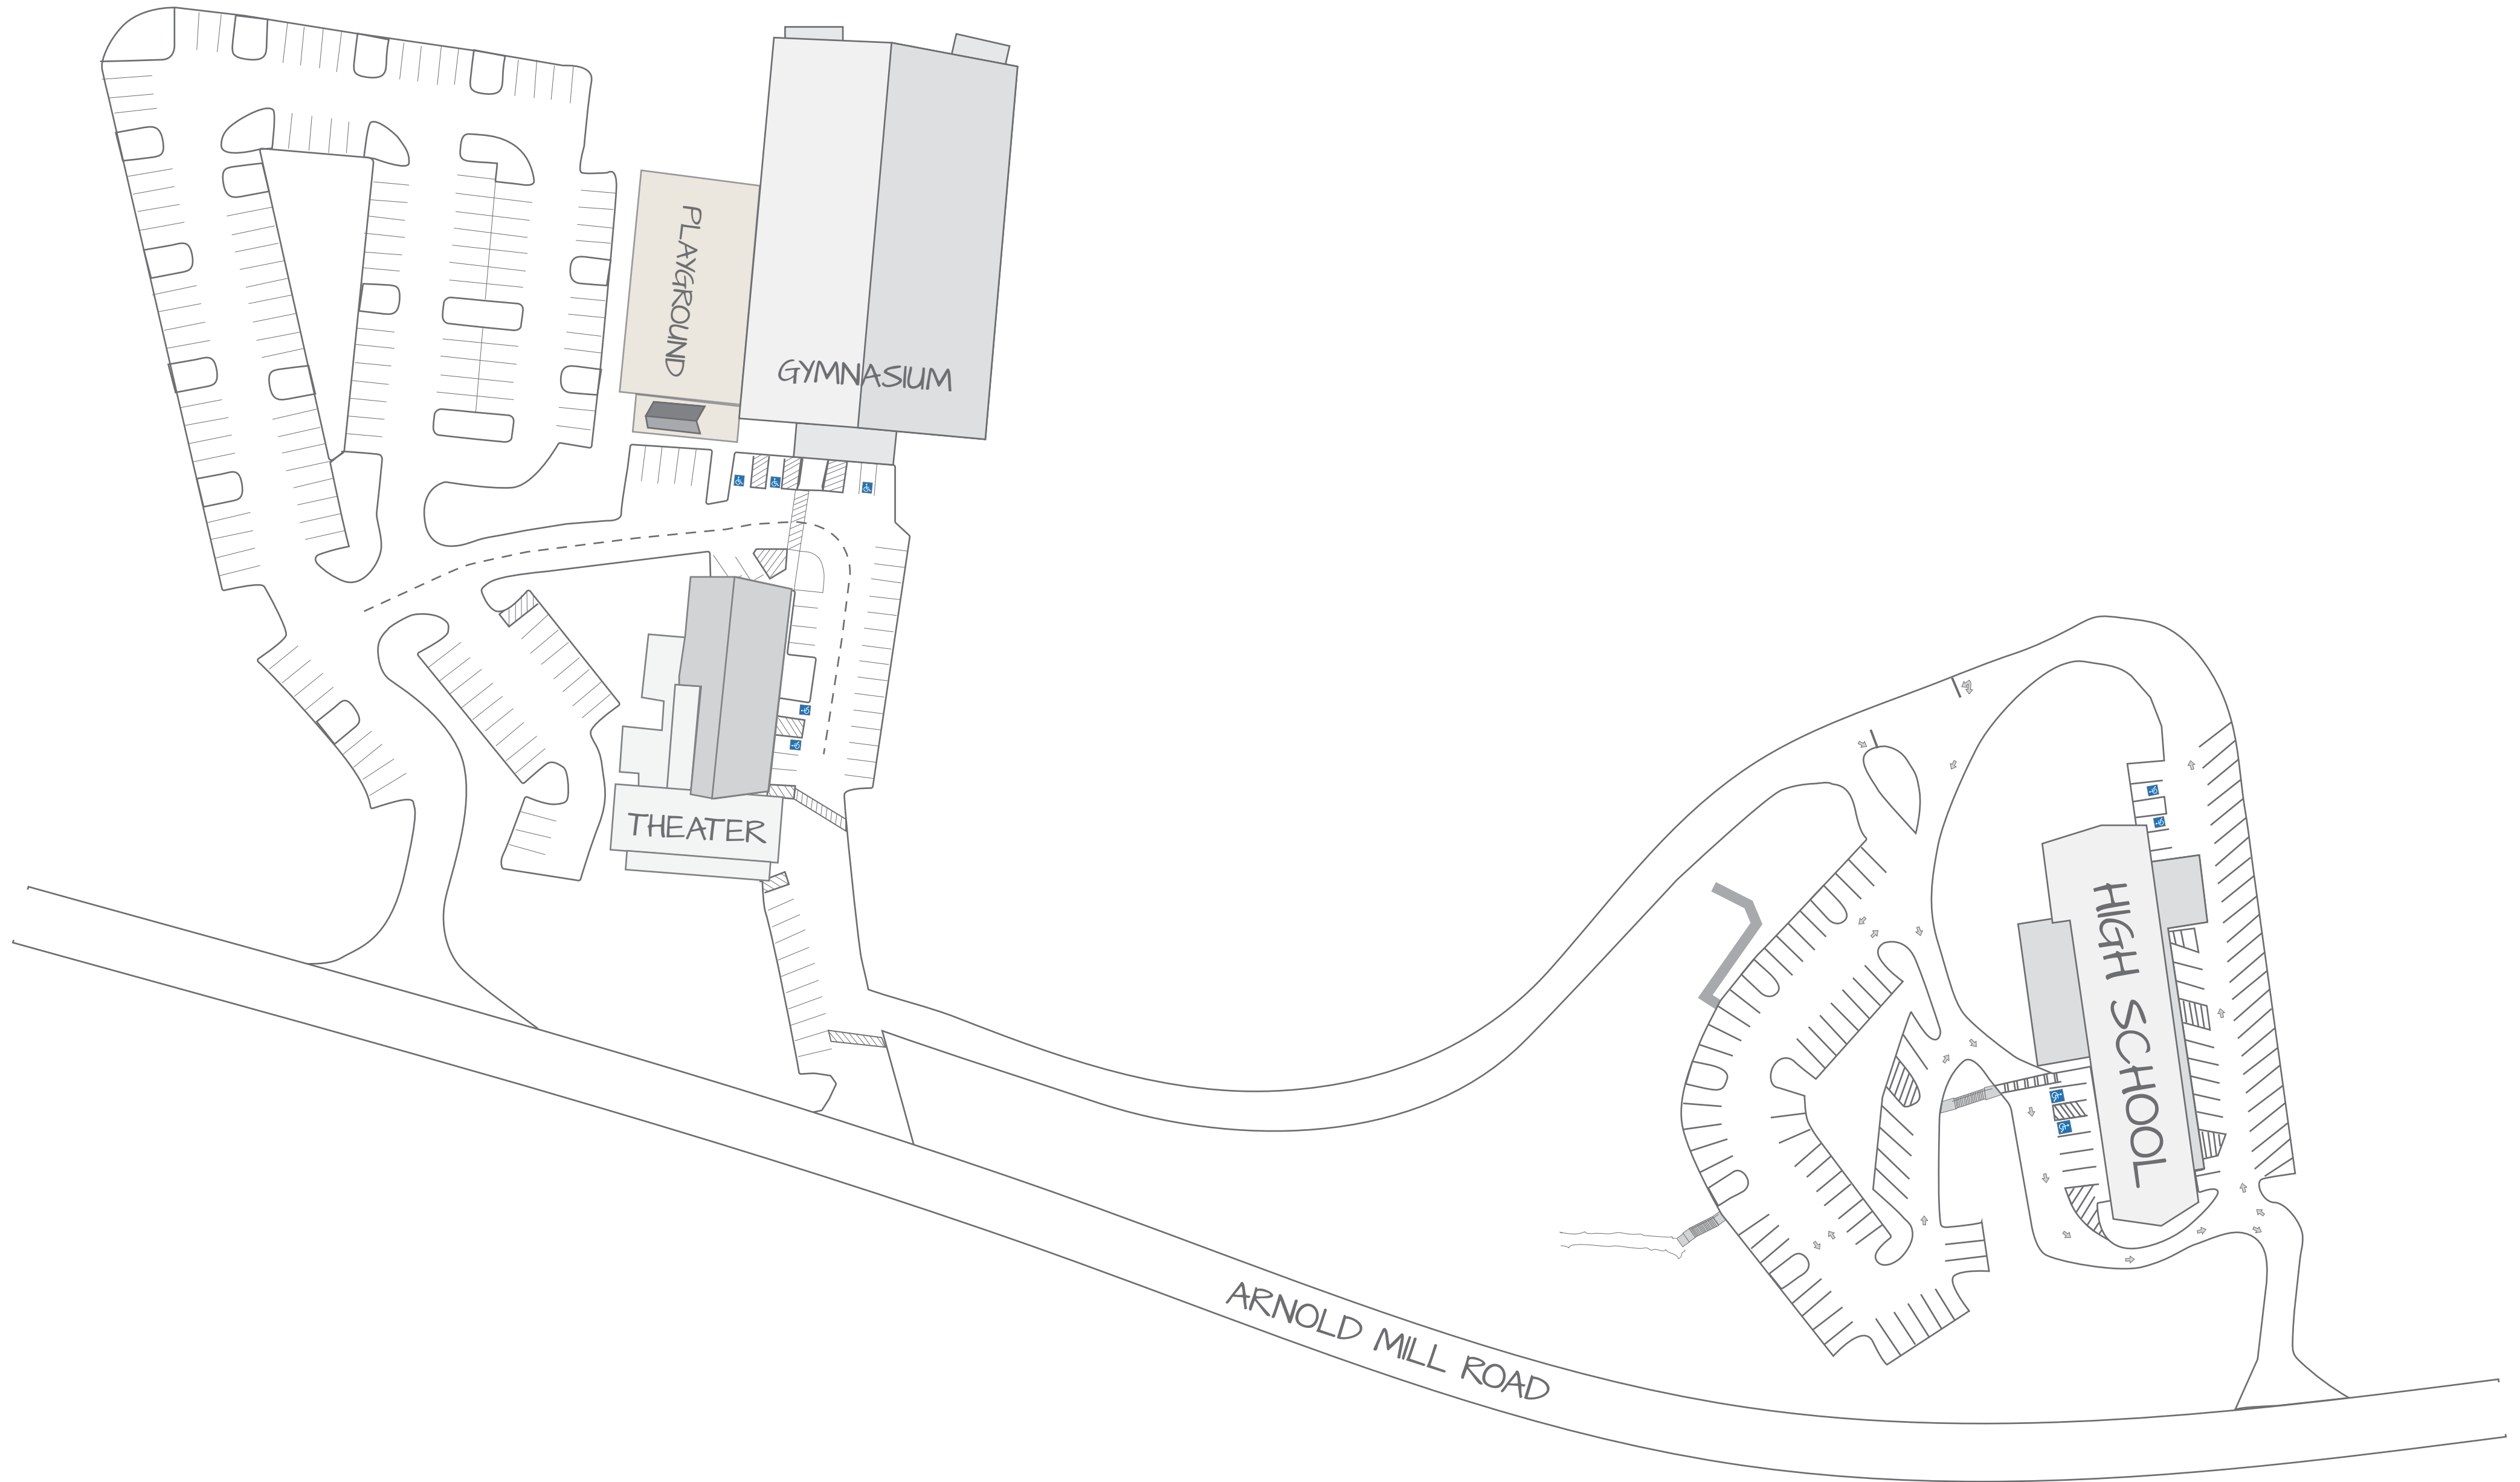 PLAYGROUND
GYMNASIUM
THEATER
HIGH SCHOOL
ARNOLD MILL ROAD